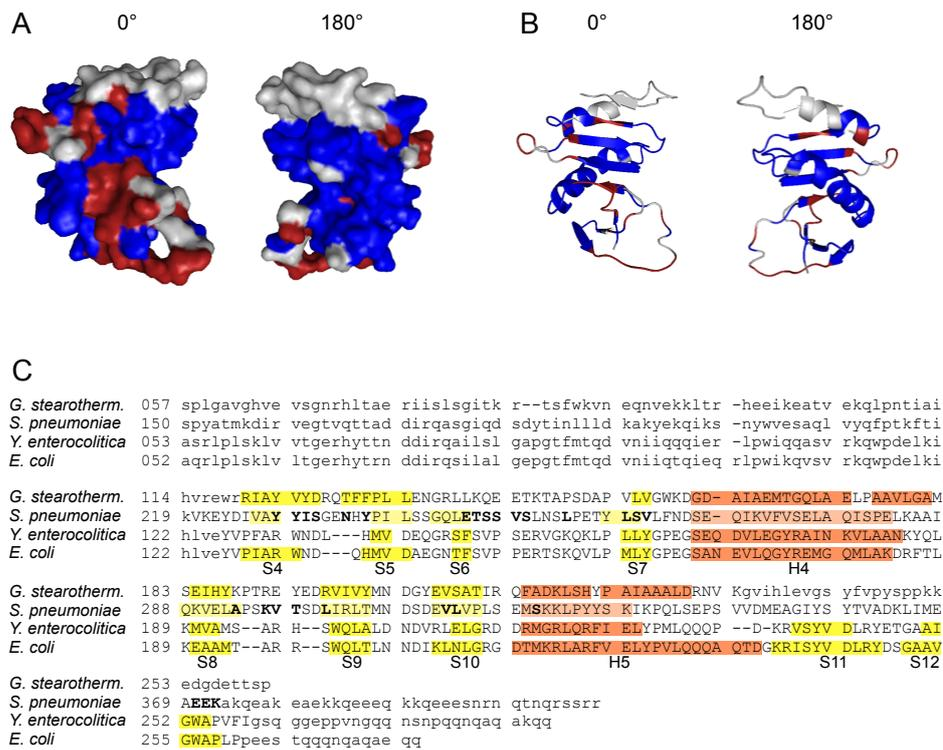 A 0° 180° B 0° 180°
C
G. stearotherm. 057 splgavghve vsgnrhltae riislsgitk r--tsfwkvn eqnvekkltr -heeikeatv ekqlpntiai
S. pneumoniae 150 spyatmkdir vegtvqttad dirqasgiqd sdytinllld kakyekqiks -nywvesaql vyqfptkfti
Y. enterocolitica 053 asrlplsklv tgerhyttn ddirqailsl gapgtfmtqd vniiqqqier -lpwiqqasv rkqwpdelki
E. coli 052 aqrlplsklv ltgerhytrn ddirqsilal gepgtfmtqd vniiqtqieq rlpwikqvsv rkqwpdelki
G. stearotherm. 114 hvrewrRIAY VYDRQTFFPL LENGRLLKQE ETKTAPSDAP VLVGWKDGD- AIAEMTGQLA ELPAAVLGAM
S. pneumoniae 219 kVKEYDIVAY YISGENHYPI LSSGQLETSS VSLNSLPETY LSVLFNDSE- QIKVFVSELA QISPELKAAI
Y. enterocolitica 122 hlveYVPFAR WNDL---HMV DEQGRSFSVP SERVGKQKLP LLYGPEGSEQ DVLEGYRAIN KVLAANKYQL
E. coli 122 hlveYVPIAR WND--QHMVD AEGNTFSVP PERTSKQVLP MLYGPEGSAN EVLQGYREMG QMLAKDRFTL
S4 S5 S6 S7 H4
G. stearotherm. 183 SEIHYKPTRE YEDRVIVYMN DGYEVSATIR QFADKLSHYP AIAAALDRNV Kgvihlevgs yfvpysppkk
S. pneumoniae 288 QKVELAPSKV TSDLIRLTMN DSDEVLVPLS EMSKKLPYYS KIKPQLSEPS VVDMEAGIYS YTVADKLIME
Y. enterocolitica 189 KMVAMS--AR H--SWQLALD NDVRLELGRD DRMGRLQRFI ELYPMLQQQP --D-KRVSYV DLRYETGAAI
E. coli 189 KEAAMT--AR R--SWQLTLN NDIKLNLGRG DTMKRLARFV ELYPVLQQQA QTDGKRISYV DLRYDSGAAV
S8 S9 S10 H5 S11 S12
G. stearotherm. 253 edgdettsp
S. pneumoniae 369 AEEKakqeak eaekkqeeeq kkqeeesnrn qtnqrssrr
Y. enterocolitica 252 GWAPVFIgsq ggeppvngqq nsnpqqnqaq akqq
E. coli 255 GWAPLPpees tqqqnqaqae qq